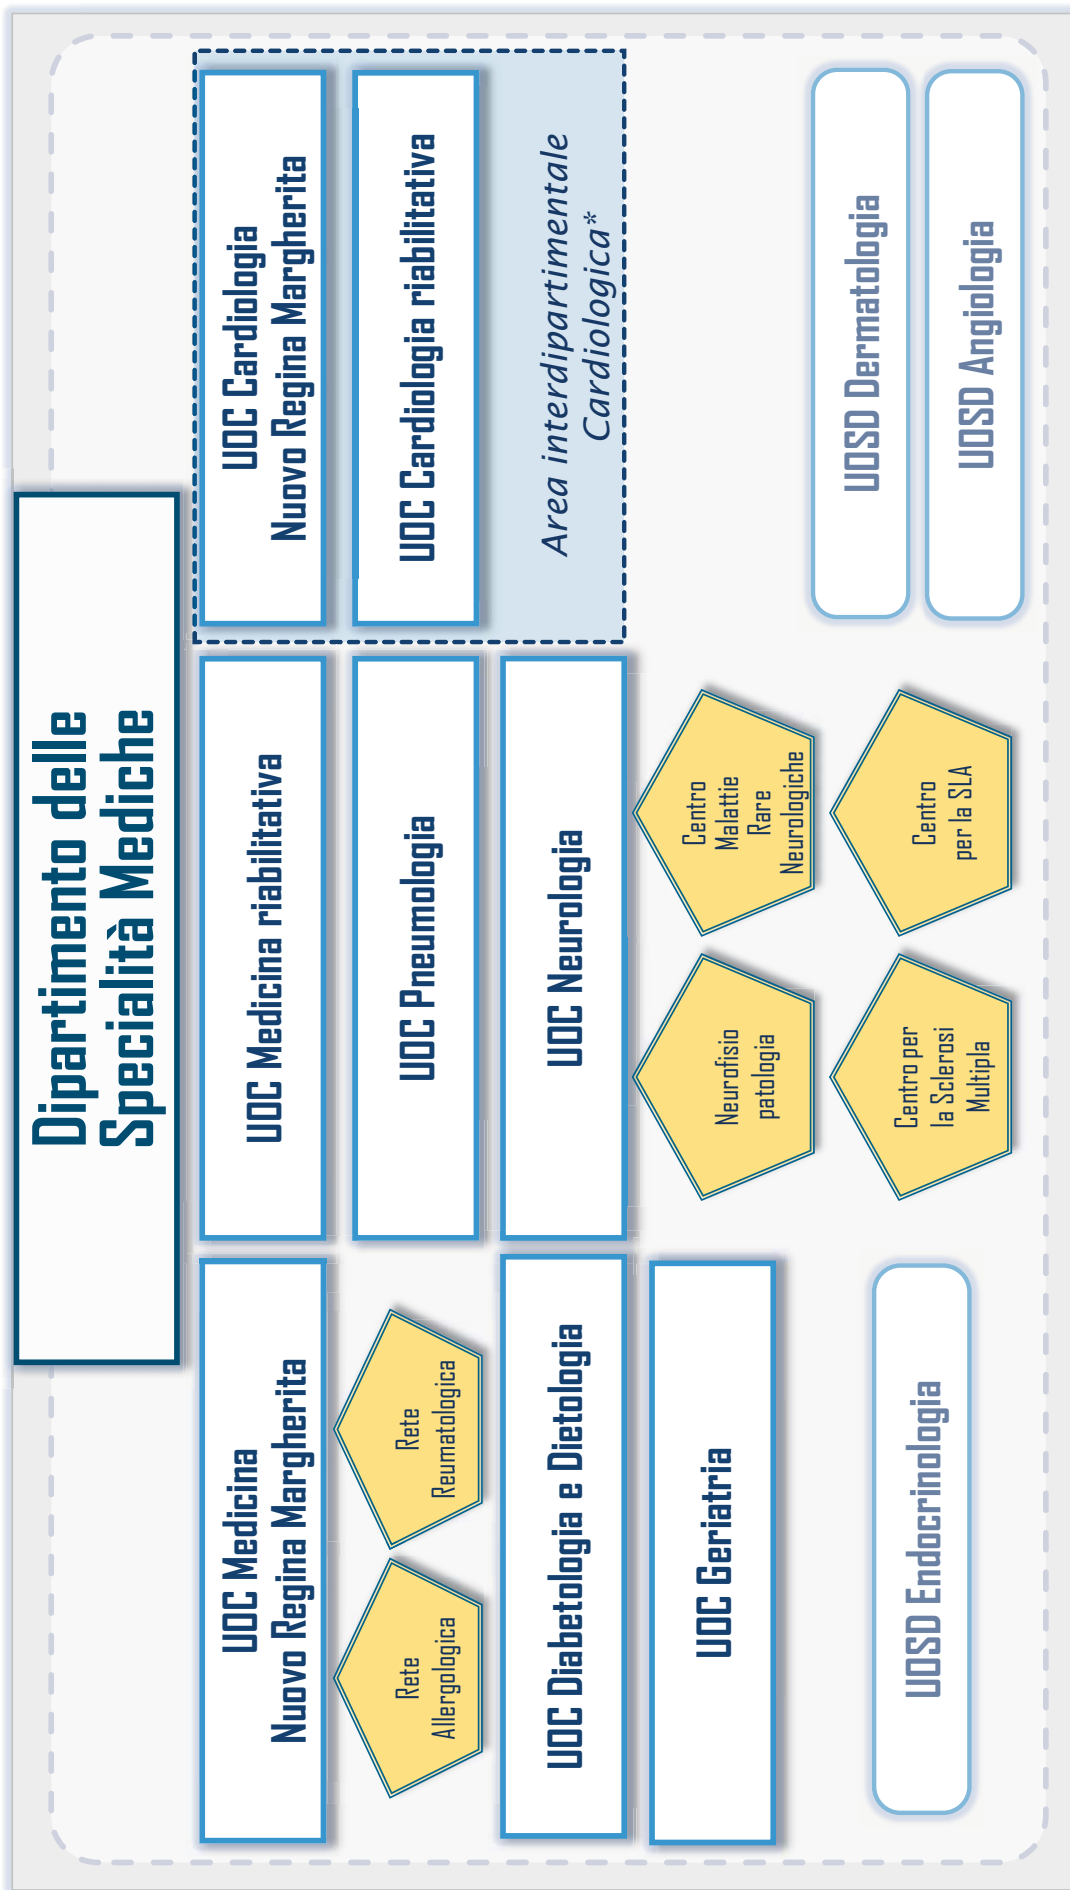 Dipartimento delle
Specialità Mediche
UOC Medicina
Nuovo Regina Margherita
Rete
Allergologica
Rete
Reumatologica
UOC Diabetologia e Dietologia
UOC Geriatria
UOSD Endocrinologia
UOC Medicina riabilitativa
UOC Pneumologia
UOC Neurologia
Neurofisio
patologia
Centro
Malattie
Rare
Neurologiche
Centro per
la Sclerosi
Multipla
Centro
per la SLA
UOC Cardiologia
Nuovo Regina Margherita
UOC Cardiologia riabilitativa
Area interdipartimentale
Cardiologica*
UOSD Dermatologia
UOSD Angiologia